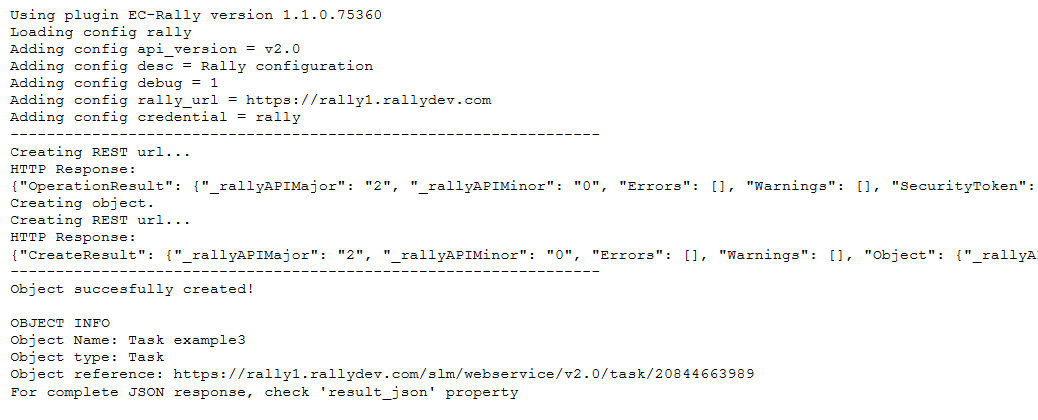 Using plugin EC-Rally version 1.1.0.75360
Loading config rally
Adding config api_version = v2.0
Adding config desc = Rally configuration
Adding config debug = 1
Adding config rally_url = https://rally1.rallydev.com
Adding config credential = rally
-----------------------------------------------------------------
Creating REST url...
HTTP Response:
{"OperationResult": {"_rallyAPIMajor": "2", "_rallyAPIMinor": "0", "Errors": [], "Warnings": [], "SecurityToken":
Creating object.
Creating REST url...
HTTP Response:
{"CreateResult": {"_rallyAPIMajor": "2", "_rallyAPIMinor": "0", "Errors": [], "Warnings": [], "Object": {"_rallyA
-----------------------------------------------------------------
Object succesfully created!
OBJECT INFO
Object Name: Task example3
Object type: Task
Object reference: https://rally1.rallydev.com/slm/webservice/v2.0/task/20844663989
For complete JSON response, check 'result_json' property